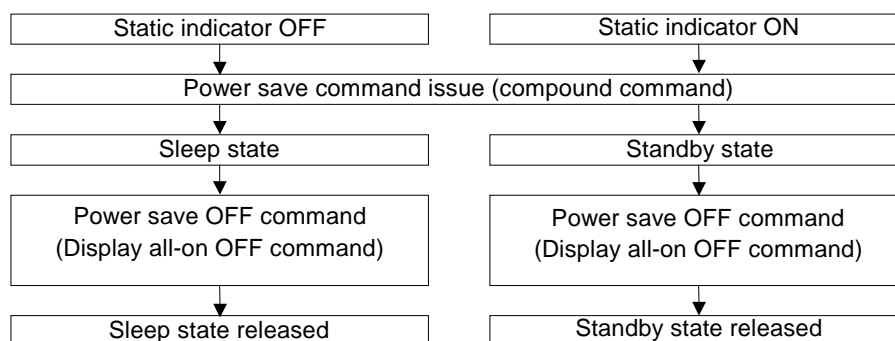 Static indicator OFF
Static indicator ON
Power save command issue (compound command)
Sleep state
Standby state
Power save OFF command
(Display all-on OFF command)
Power save OFF command
(Display all-on OFF command)
Sleep state released
Standby state released